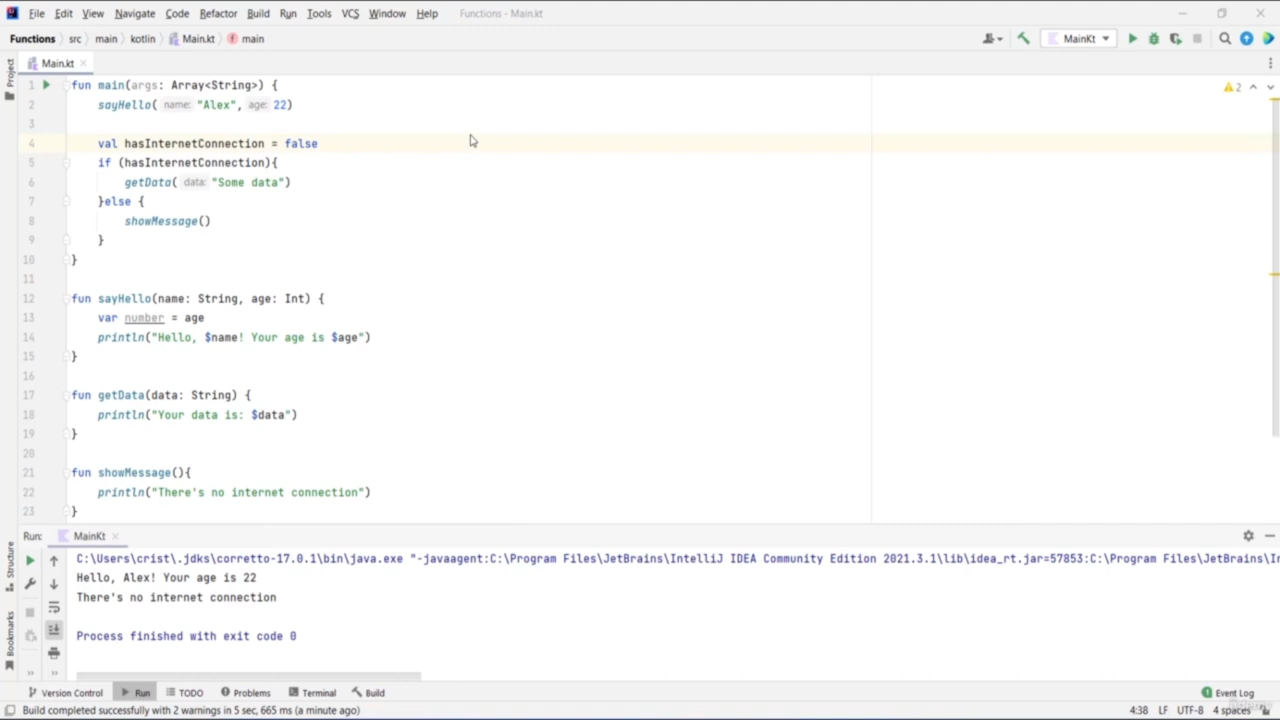 File Edit View Navigate Code Refactor Build Run Tools VCS Window Help Functions - Main.kt
Functions src main kotlin Main.kt main MainKt
Project
Main.kt
2
1 fun main(args: Array<String>) {
2 sayHello( name: "Alex", age: 22)
3
4 val hasInternetConnection = false
5 if (hasInternetConnection){
6 getData( data: "Some data")
7 }else {
8 showMessage()
9 }
10 }
11
12 fun sayHello(name: String, age: Int) {
13 var number = age
14 println("Hello, $name! Your age is $age")
15 }
16
17 fun getData(data: String) {
18 println("Your data is: $data")
19 }
20
21 fun showMessage(){
22 println("There's no internet connection")
23 }
Run: MainKt
Structure
Bookmarks
C:\Users\crist\.jdks\corretto-17.0.1\bin\java.exe "-javaagent:C:\Program Files\JetBrains\IntelliJ IDEA Community Edition 2021.3.1\lib\idea_rt.jar=57853:C:\Program Files\JetBrains\In
Hello, Alex! Your age is 22
There's no internet connection
Process finished with exit code 0
Version Control Run TODO Problems Terminal Build Event Log
Build completed successfully with 2 warnings in 5 sec, 665 ms (a minute ago) 4:38 LF UTF-8 4 spaces